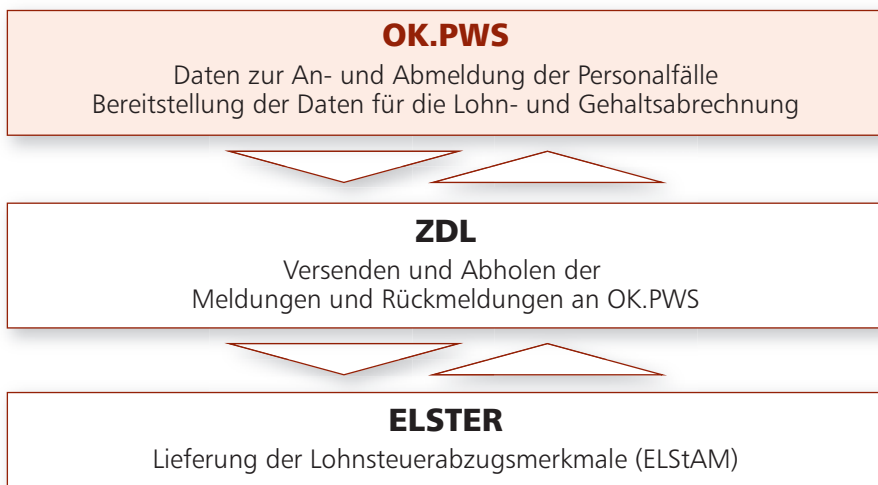 OK.PWS
Daten zur An- und Abmeldung der Personalfälle
Bereitstellung der Daten für die Lohn- und Gehaltsabrechnung
ZDL
Versenden und Abholen der
Meldungen und Rückmeldungen an OK.PWS
ELSTER
Lieferung der Lohnsteuerabzugsmerkmale (ELStAM)